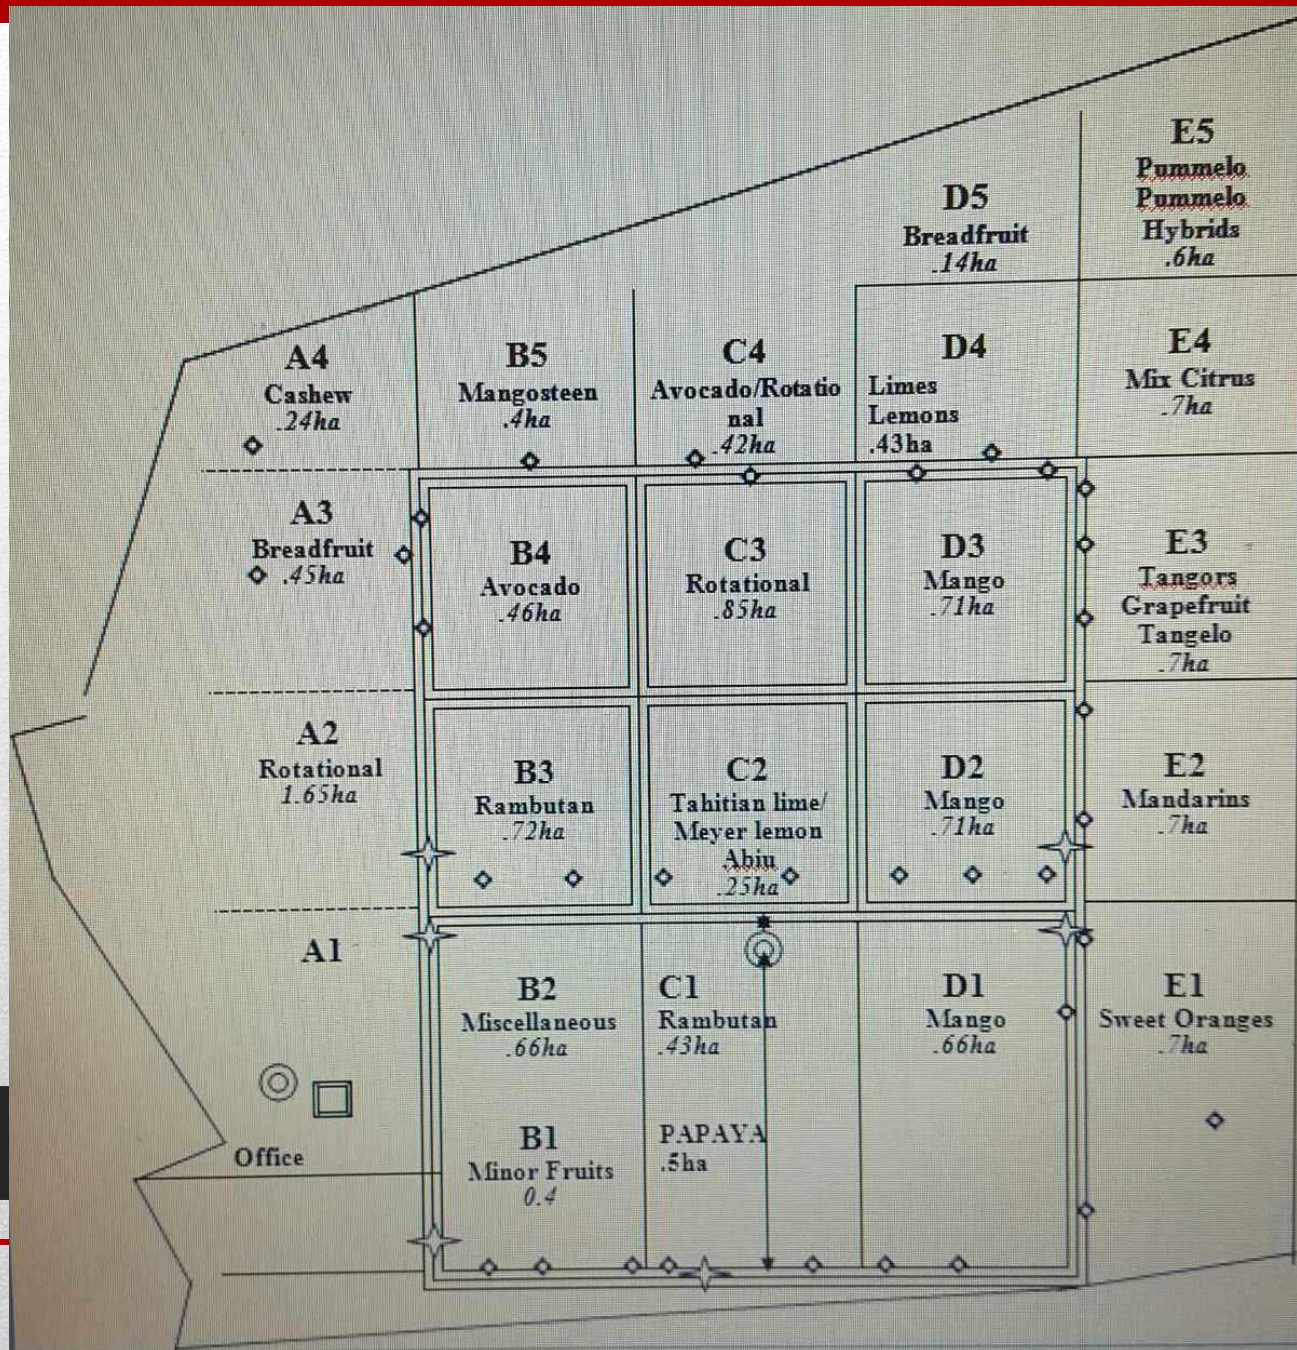 E5
Pummelo
Pummelo
Hybrids
.6ha
D5
Breadfruit
.14ha
A4
Cashew
.24ha
B5
Mangosteen
.4ha
C4
Avocado/Rotatio
nal
.42ha
D4
Limes
Lemons
.43ha
E4
Mix Citrus
.7ha
A3
Breadfruit
.45ha
B4
Avocado
.46ha
C3
Rotational
.85ha
D3
Mango
.71ha
E3
Tangors
Grapefruit
Tangelo
.7ha
A2
Rotational
1.65ha
B3
Rambutan
.72ha
C2
Tahitian lime/
Meyer lemon
Abiu
.25ha
D2
Mango
.71ha
E2
Mandarins
.7ha
A1
B2
Miscellaneous
.66ha
C1
Rambutan
.43ha
D1
Mango
.66ha
E1
Sweet Oranges
.7ha
Office
B1
Minor Fruits
0.4
PAPAYA
.5ha